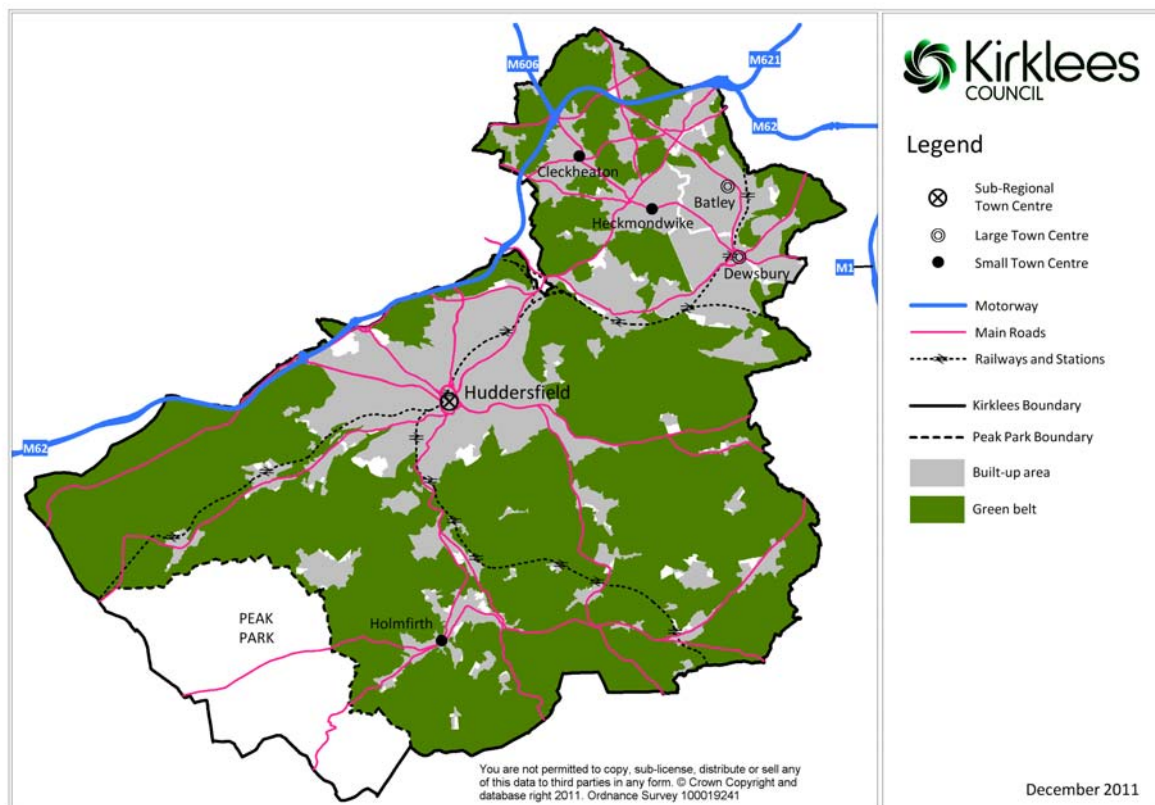 M606
M621
M62
Cleckheaton
Batley
Heckmondwike
Dewsbury
M1
Huddersfield
M62
PEAK
PARK
Holmfirth
You are not permitted to copy, sub-license, distribute or sell any
of this data to third parties in any form. © Crown Copyright and
database right 2011. Ordnance Survey 100019241
Kirklees
COUNCIL
Legend
Sub-Regional
Town Centre
Large Town Centre
Small Town Centre
Motorway
Main Roads
Railways and Stations
Kirklees Boundary
Peak Park Boundary
Built-up area
Green belt
December 2011